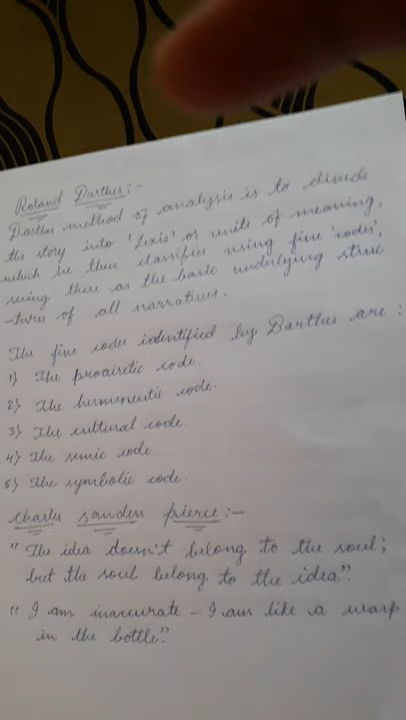 Roland Barthes:-
Barthes method of analysis is to divide
the story into 'lexis' or units of meaning,
which he then classifies using five 'codes',
seeing there as the basic underlying struc
-tures of all narratives.
The five codes identified by Barthes are :
1) The proairetic code.
2) The hermeneutic code.
3) The cultural code.
4) The semic code
5) The symbolic code.
Charles sanders pierce:-
"The idea doesn't belong to the soul;
but the soul belong to the idea".
"I am inaccurate - I am like a wasp
in the bottle".